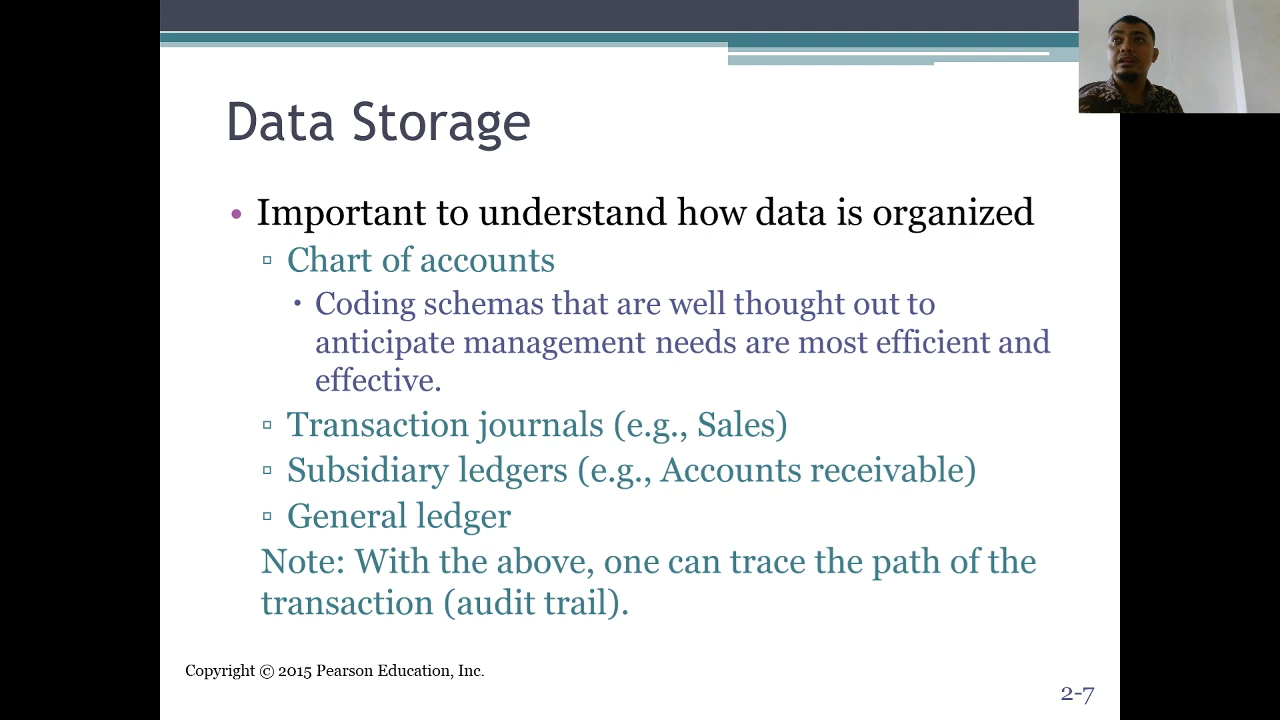 Data Storage
• Important to understand how data is organized
▫ Chart of accounts
• Coding schemas that are well thought out to
anticipate management needs are most efficient and
effective.
▫ Transaction journals (e.g., Sales)
▫ Subsidiary ledgers (e.g., Accounts receivable)
▫ General ledger
Note: With the above, one can trace the path of the
transaction (audit trail).
Copyright © 2015 Pearson Education, Inc.
2-7